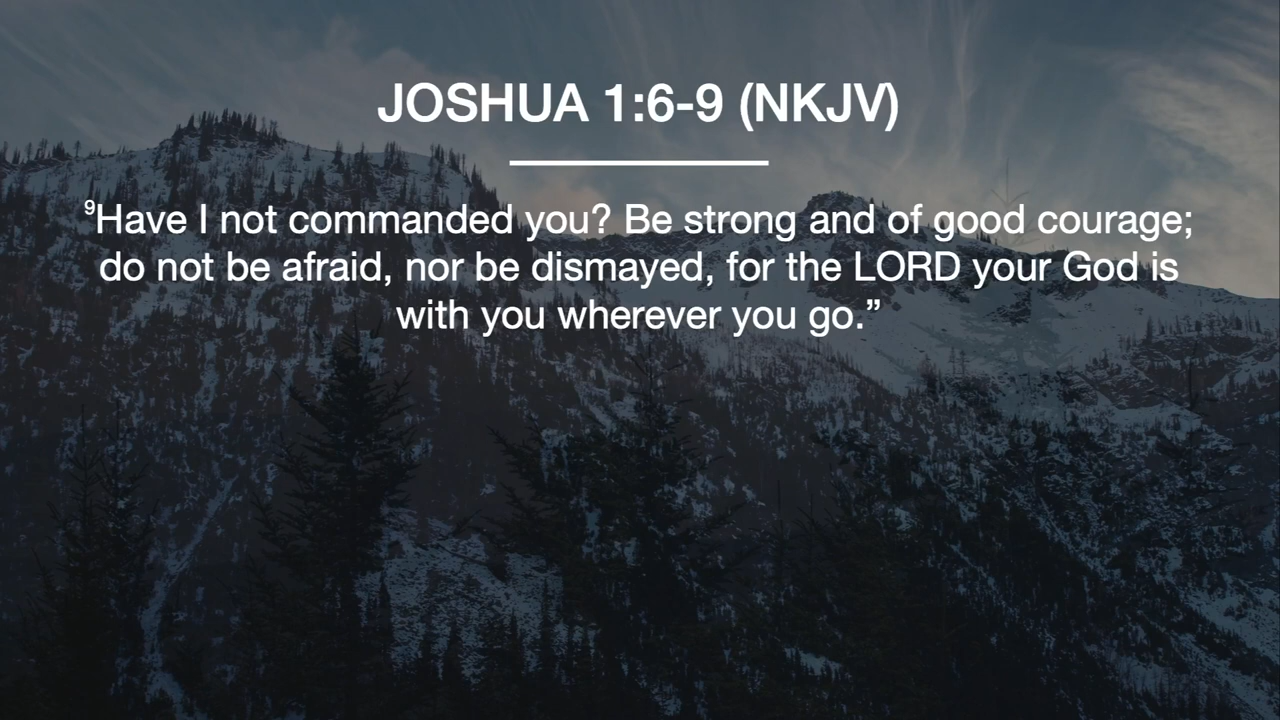 JOSHUA 1:6-9 (NKJV)
⁹Have I not commanded you? Be strong and of good courage;
do not be afraid, nor be dismayed, for the LORD your God is
with you wherever you go.”